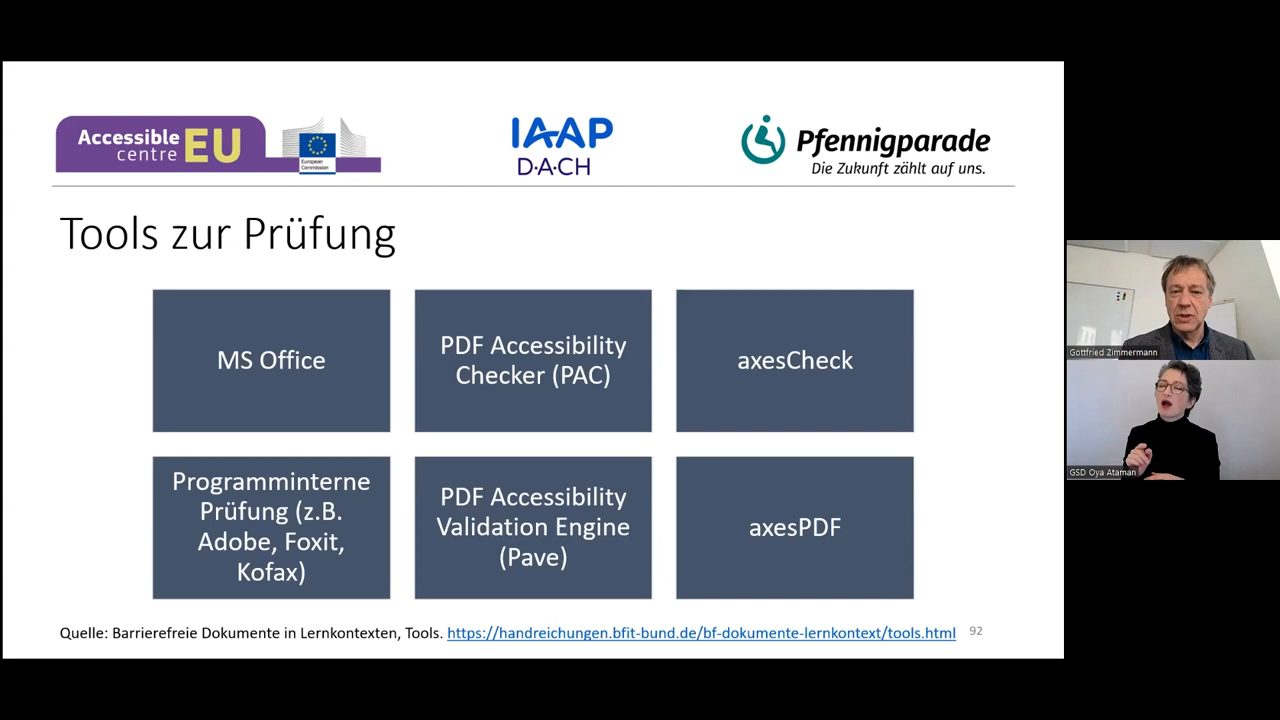 Accessible EU
centre
European
Commission
IAAP
D·A·CH
Pfennigparade
Die Zukunft zählt auf uns.
Tools zur Prüfung
MS Office
PDF Accessibility
Checker (PAC)
axesCheck
Programminterne
Prüfung (z.B.
Adobe, Foxit,
Kofax)
PDF Accessibility
Validation Engine
(Pave)
axesPDF
Quelle: Barrierefreie Dokumente in Lernkontexten, Tools. https://handreichungen.bfit-bund.de/bf-dokumente-lernkontext/tools.html 92
Gottfried Zimmermann
GSD Oya Ataman